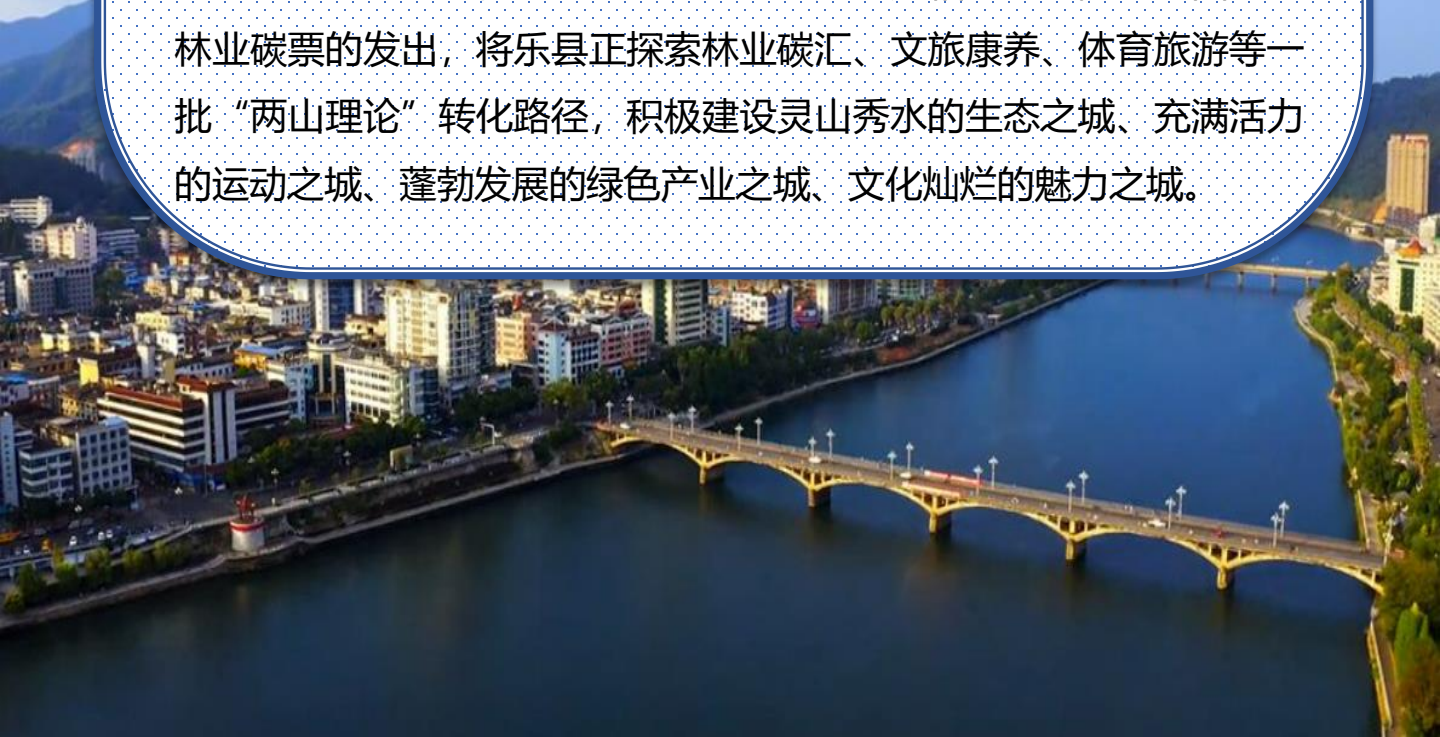 林业碳票的发出，将乐县正探索林业碳汇、文旅康养、体育旅游等一
批“两山理论”转化路径，积极建设灵山秀水的生态之城、充满活力
的运动之城、蓬勃发展的绿色产业之城、文化灿烂的魅力之城。